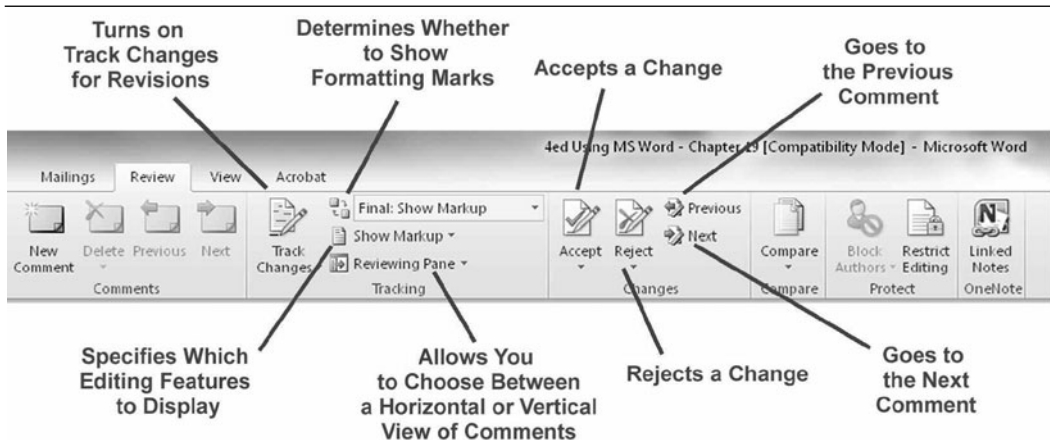 Turns on
Track Changes
for Revisions
Determines Whether
to Show
Formatting Marks
Accepts a Change
Goes to
the Previous
Comment
4ed Using MS Word - Chapter 19 [Compatibility Mode] - Microsoft Word
Mailings Review View Acrobat
New
Comment
Delete
Previous
Next
Comments
Track
Changes
Final: Show Markup
Show Markup
Reviewing Pane
Tracking
Accept
Reject
Previous
Next
Changes
Compare
Compare
Block
Authors
Restrict
Editing
Protect
Linked
Notes
OneNote
Specifies Which
Editing Features
to Display
Allows You
to Choose Between
a Horizontal or Vertical
View of Comments
Rejects a Change
Goes to
the Next
Comment